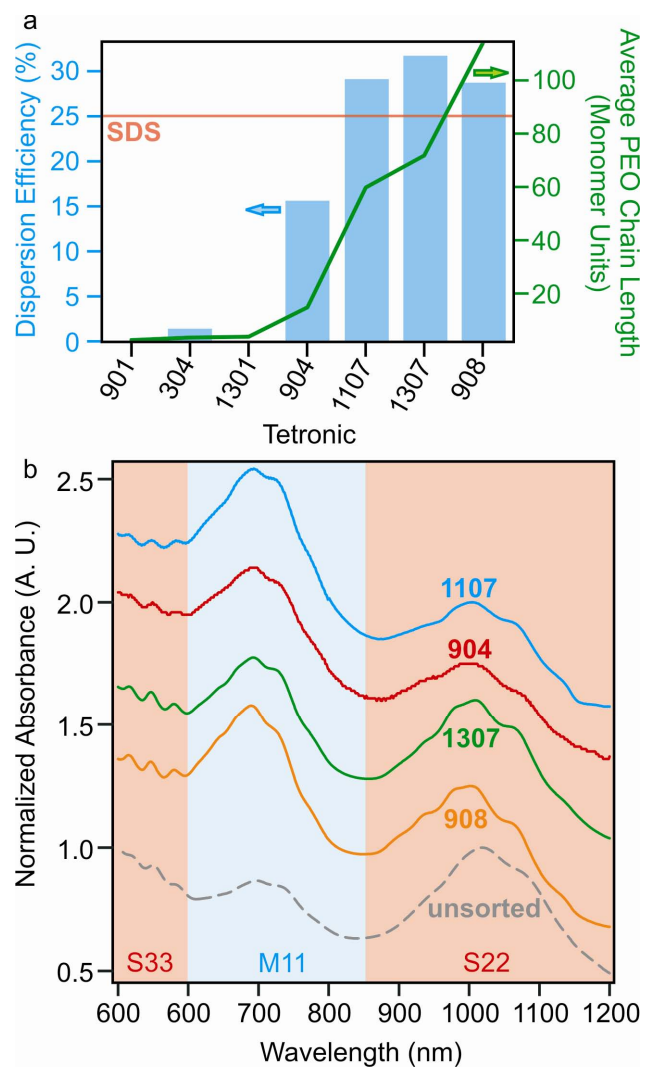 a
Dispersion Efficiency (%)
30
25
20
15
10
5
0
SDS
100
80
60
40
20
Average PEO Chain Length
(Monomer Units)
901
304
1301
904
1107
1307
908
Tetronic
b
Normalized Absorbance (A. U.)
2.5
2.0
1.5
1.0
0.5
1107
904
1307
908
unsorted
S33
M11
S22
600
600
700
800
900
1000
1100
1200
Wavelength (nm)